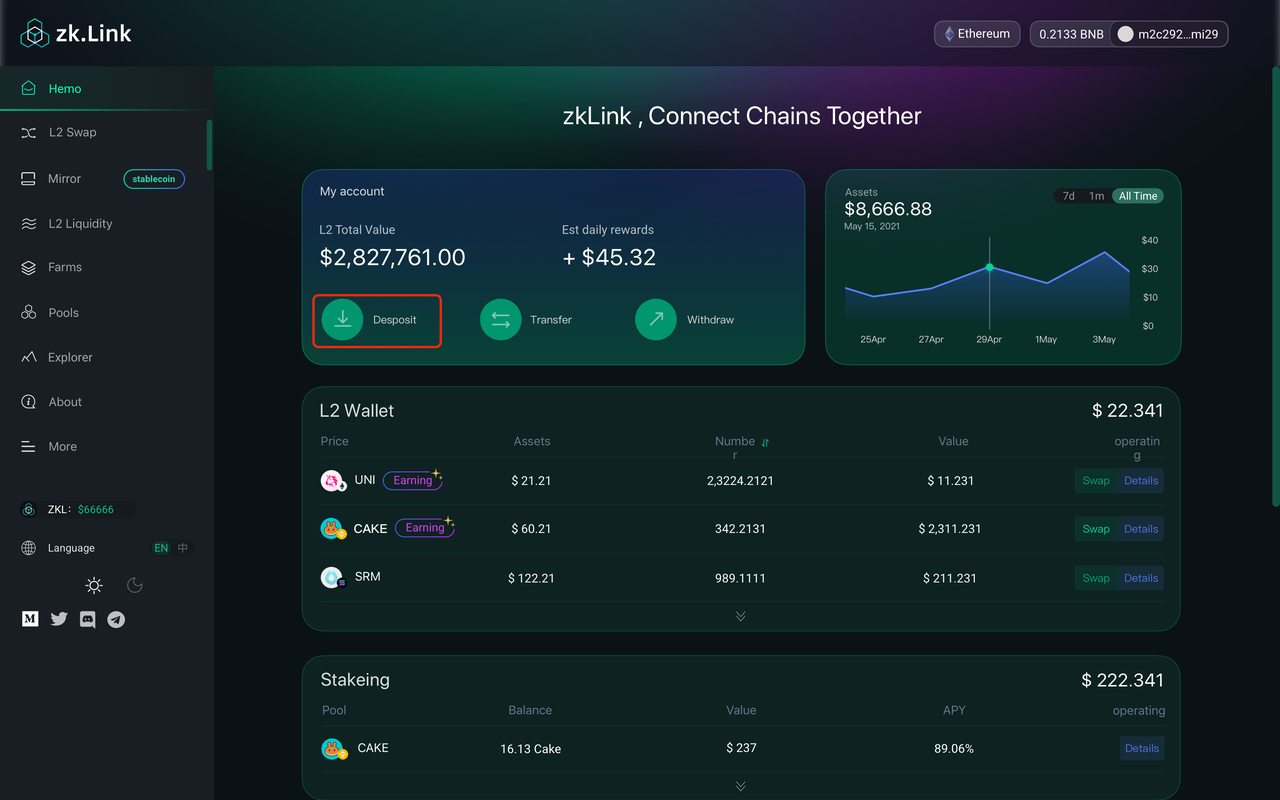 zk.Link
Ethereum
0.2133 BNB
m2c292...mi29
Hemo
L2 Swap
Mirror
stablecoin
L2 Liquidity
Farms
Pools
Explorer
About
More
ZKL: $66666
Language
EN 中
M
zkLink , Connect Chains Together
My account
L2 Total Value
Est daily rewards
$2,827,761.00
+ $45.32
Desposit
Transfer
Withdraw
Assets
7d 1m All Time
$8,666.88
May 15, 2021
$40
$30
$10
$0
25Apr 27Apr 29Apr 1May 3May
L2 Wallet
$ 22.341
Price Assets Numbe
r
Value operatin
g
UNI Earning $ 21.21 2,3224.2121 $ 11.231 Swap Details
CAKE Earning $ 60.21 342.2131 $ 2,311.231 Swap Details
SRM $ 122.21 989.1111 $ 211.231 Swap Details
Stakeing
$ 222.341
Pool Balance Value APY operating
CAKE 16.13 Cake $ 237 89.06% Details